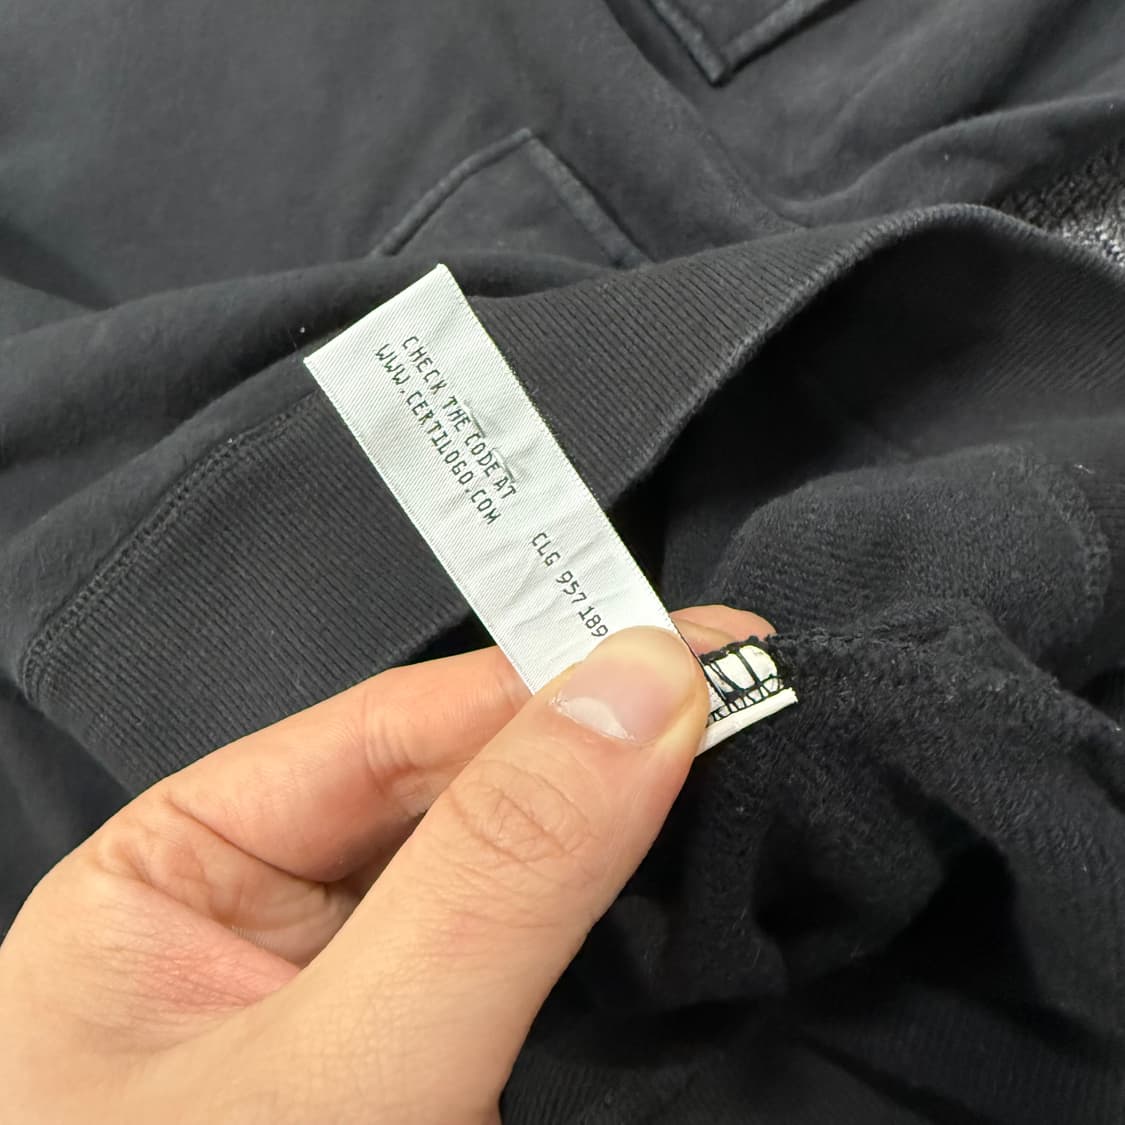 CHECK THE CODE AT
WWW.CERTILOGO.COM
CLG 957 189